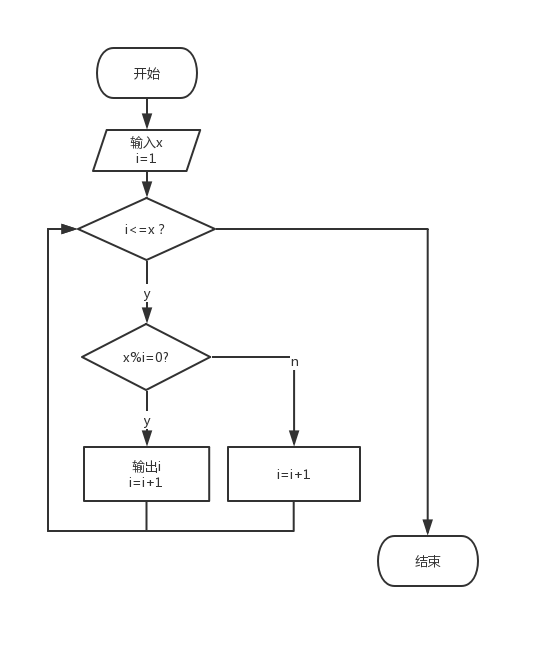 开始
输入x
i=1
i<=x ?
y
x%i=0?
n
y
输出i
i=i+1
i=i+1
结束